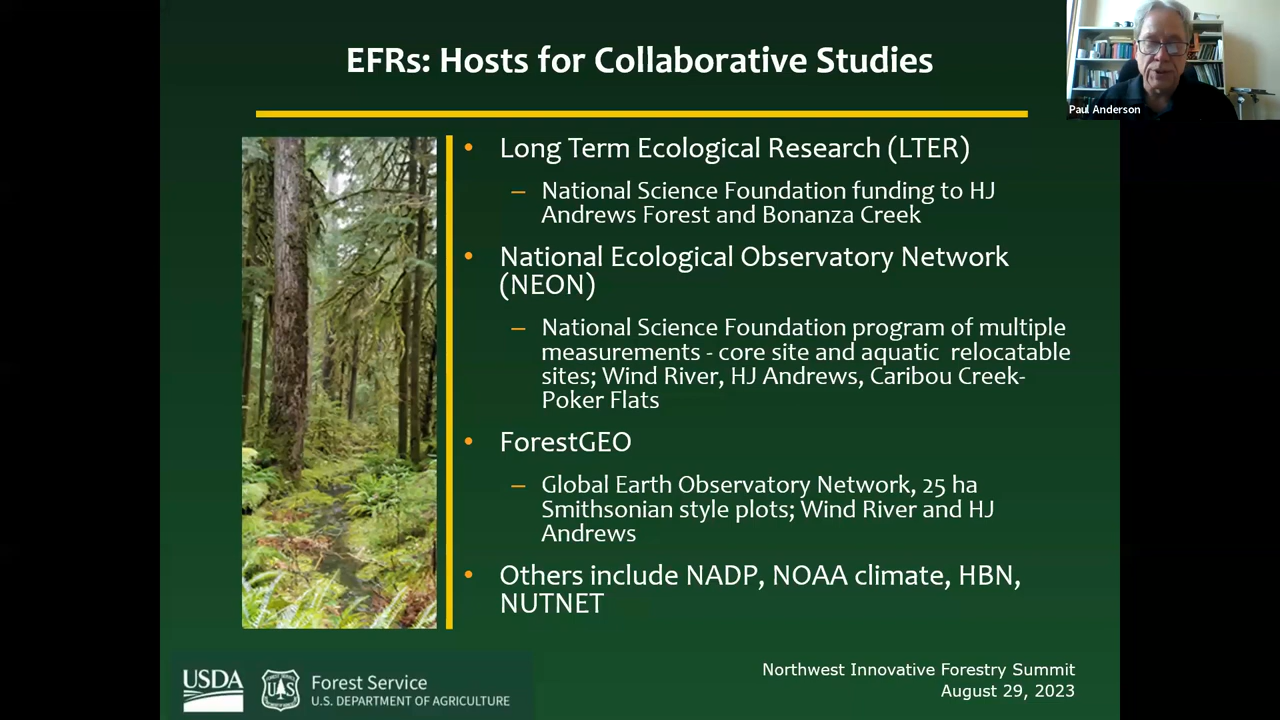 EFRs: Hosts for Collaborative Studies
Paul Anderson
• Long Term Ecological Research (LTER)
– National Science Foundation funding to HJ
Andrews Forest and Bonanza Creek
• National Ecological Observatory Network
(NEON)
– National Science Foundation program of multiple
measurements - core site and aquatic relocatable
sites; Wind River, HJ Andrews, Caribou Creek-
Poker Flats
• ForestGEO
– Global Earth Observatory Network, 25 ha
Smithsonian style plots; Wind River and HJ
Andrews
• Others include NADP, NOAA climate, HBN,
NUTNET
USDA
U S
Forest Service
U.S. DEPARTMENT OF AGRICULTURE
Northwest Innovative Forestry Summit
August 29, 2023